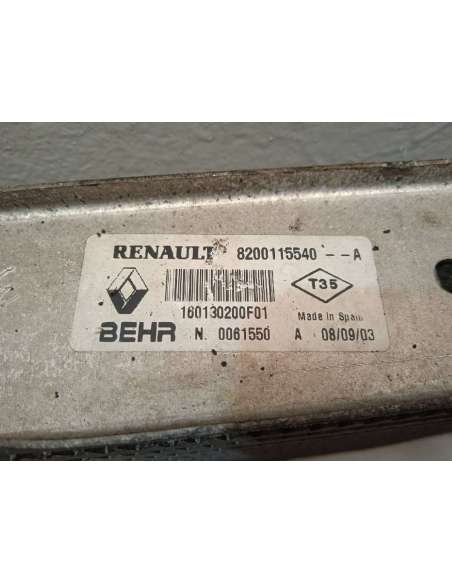 RENAULT 8200115540 -- A
T35
160130200F01 Made in Spain
BEHR N. 0061550 A 08/09/03